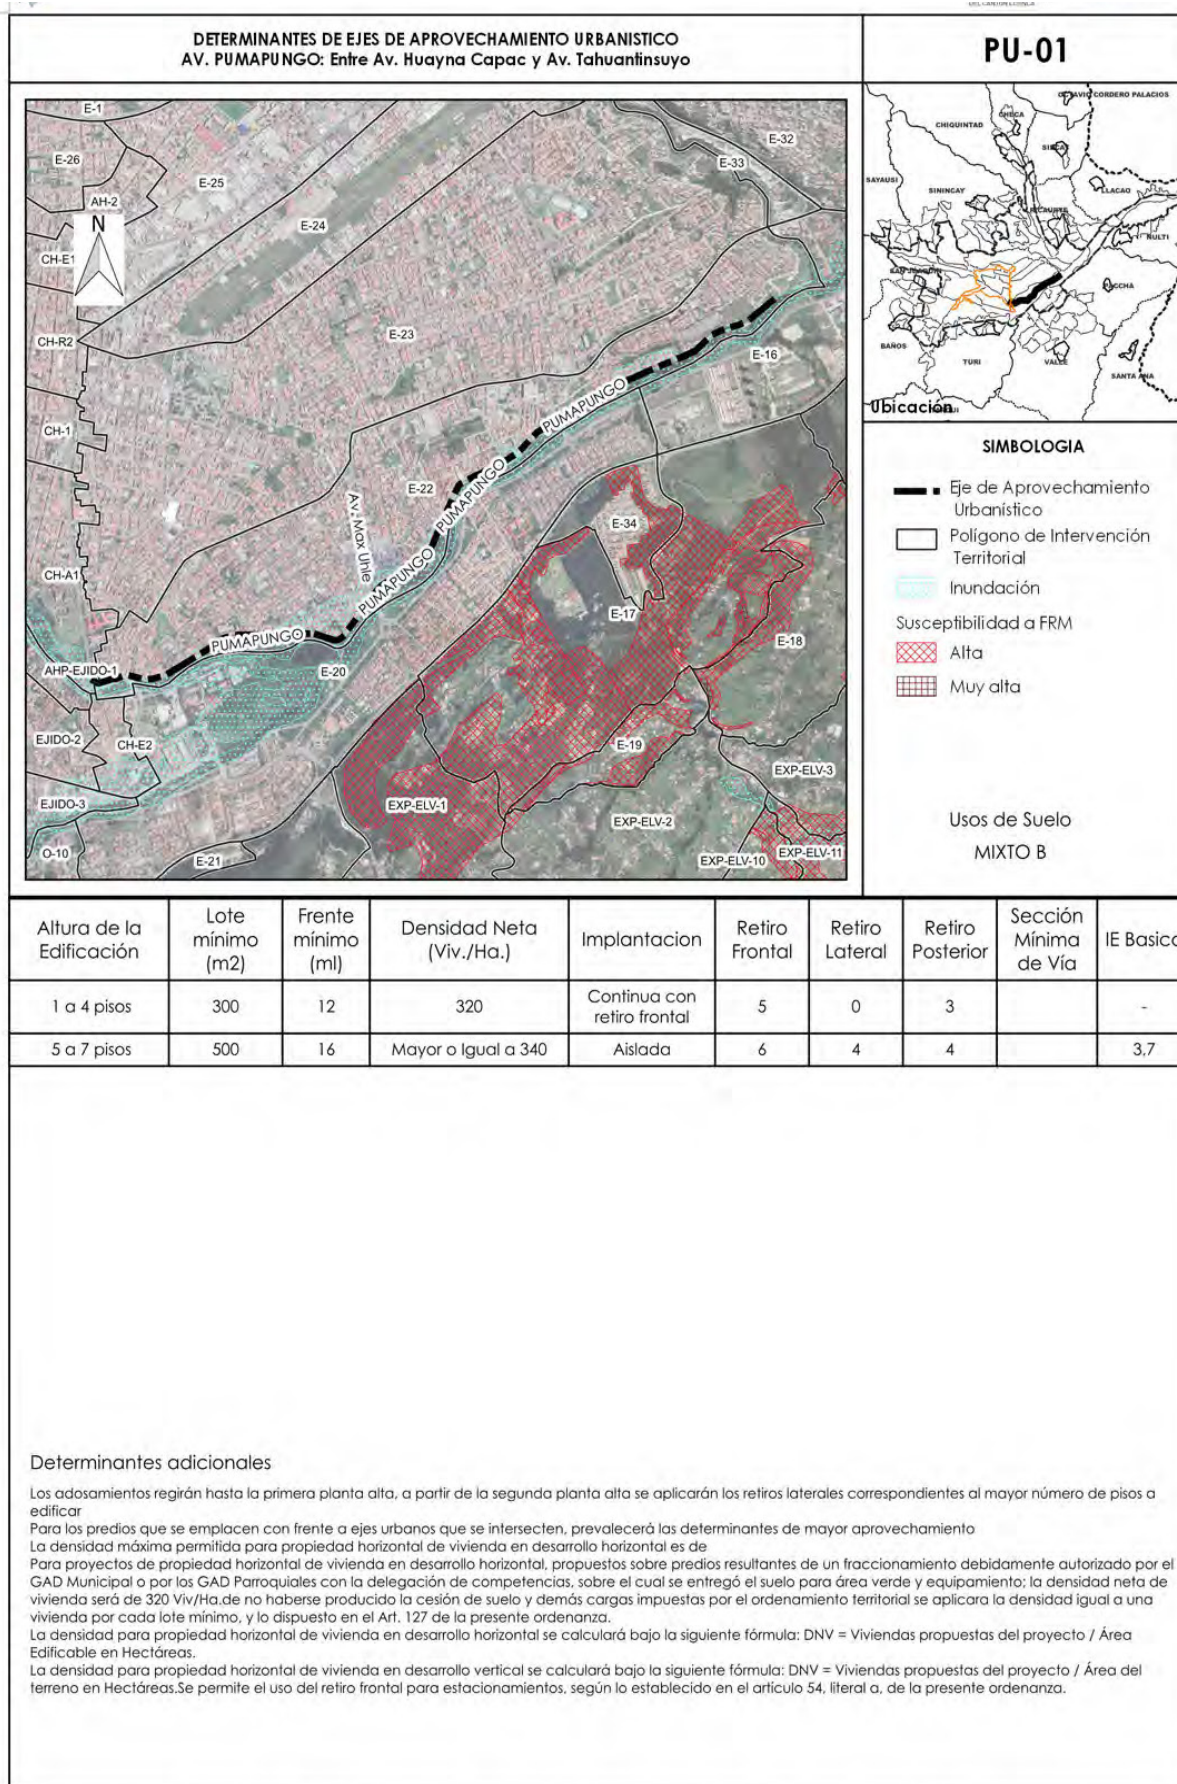 DEL CANTON CUENCA
DETERMINANTES DE EJES DE APROVECHAMIENTO URBANISTICO
AV. PUMAPUNGO: Entre Av. Huayna Capac y Av. Tahuantinsuyo
PU-01
E-1
E-26
E-25
AH-2
N
E-24
CH-E1
CH-R2
E-23
E-32
E-33
E-16
CH-1
PUMAPUNGO
E-22
PUMAPUNGO
Av. Max Uhle
E-34
PUMAPUNGO
CH-A1
E-17
E-18
PUMAPUNGO
AHP-EJIDO-1
E-20
EJIDO-2
CH-E2
E-19
EXP-ELV-3
EJIDO-3
EXP-ELV-1
EXP-ELV-2
O-10
E-21
EXP-ELV-10
EXP-ELV-11
OCTAVIO CORDERO PALACIOS
CHECA
CHIQUINTAD
SIDCAY
SAYAUSI
SININCAY
LLACAO
RICAURTE
NULTI
SAN JOAQUIN
PACCHA
BAÑOS
TURI
VALLE
SANTA ANA
Ubicación
SIMBOLOGIA
Eje de Aprovechamiento
Urbanístico
Polígono de Intervención
Territorial
Inundación
Susceptibilidad a FRM
Alta
Muy alta
Usos de Suelo
MIXTO B
Altura de la Edificación Lote mínimo (m2) Frente mínimo (ml) Densidad Neta (Viv./Ha.) Implantacion Retiro Frontal Retiro Lateral Retiro Posterior Sección Mínima de Vía IE Basico
1 a 4 pisos 300 12 320 Continua con retiro frontal 5 0 3 -
5 a 7 pisos 500 16 Mayor o Igual a 340 Aislada 6 4 4 3,7
Determinantes adicionales
Los adosamientos regirán hasta la primera planta alta, a partir de la segunda planta alta se aplicarán los retiros laterales correspondientes al mayor número de pisos a
edificar
Para los predios que se emplacen con frente a ejes urbanos que se intersecten, prevalecerá las determinantes de mayor aprovechamiento
La densidad máxima permitida para propiedad horizontal de vivienda en desarrollo horizontal es de
Para proyectos de propiedad horizontal de vivienda en desarrollo horizontal, propuestos sobre predios resultantes de un fraccionamiento debidamente autorizado por el
GAD Municipal o por los GAD Parroquiales con la delegación de competencias, sobre el cual se entregó el suelo para área verde y equipamiento; la densidad neta de
vivienda será de 320 Viv/Ha.de no haberse producido la cesión de suelo y demás cargas impuestas por el ordenamiento territorial se aplicara la densidad igual a una
vivienda por cada lote mínimo, y lo dispuesto en el Art. 127 de la presente ordenanza.
La densidad para propiedad horizontal de vivienda en desarrollo horizontal se calculará bajo la siguiente fórmula: DNV = Viviendas propuestas del proyecto / Área
Edificable en Hectáreas.
La densidad para propiedad horizontal de vivienda en desarrollo vertical se calculará bajo la siguiente fórmula: DNV = Viviendas propuestas del proyecto / Área del
terreno en Hectáreas.Se permite el uso del retiro frontal para estacionamientos, según lo establecido en el artículo 54, literal a, de la presente ordenanza.